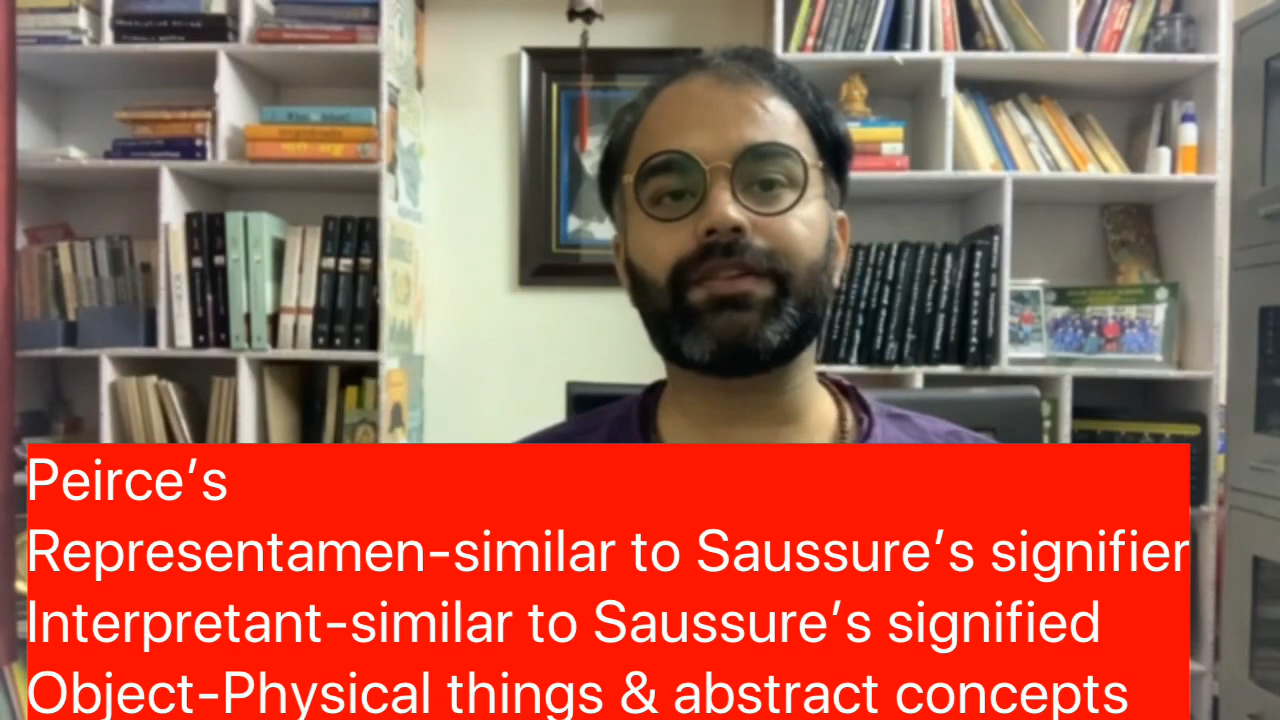 Peirce’s
Representamen-similar to Saussure’s signifier
Interpretant-similar to Saussure’s signified
Object-Physical things & abstract concepts